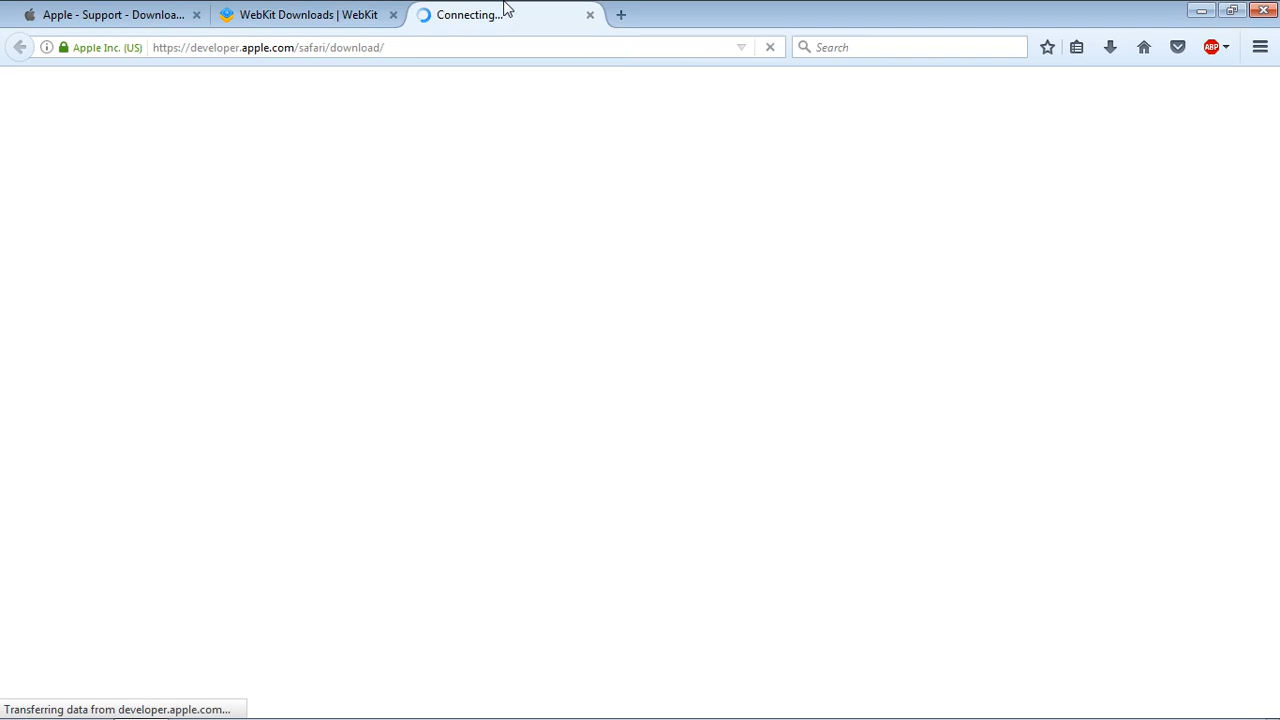 Apple - Support - Downloa...
WebKit Downloads | WebKit
Connecting...
Apple Inc. (US)
https://developer.apple.com/safari/download/
Search
ABP
Transferring data from developer.apple.com...